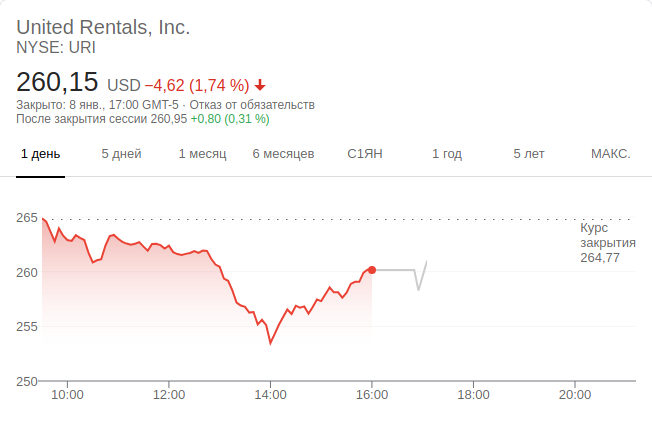 United Rentals, Inc.
NYSE: URI
260,15 USD −4,62 (1,74 %)
Закрыто: 8 янв., 17:00 GMT-5 · Отказ от обязательств
После закрытия сессии 260,95 +0,80 (0,31 %)
1 день 5 дней 1 месяц 6 месяцев С1ЯН 1 год 5 лет МАКС.
265
Курс
закрытия
264,77
260
255
250
10:00 12:00 14:00 16:00 18:00 20:00